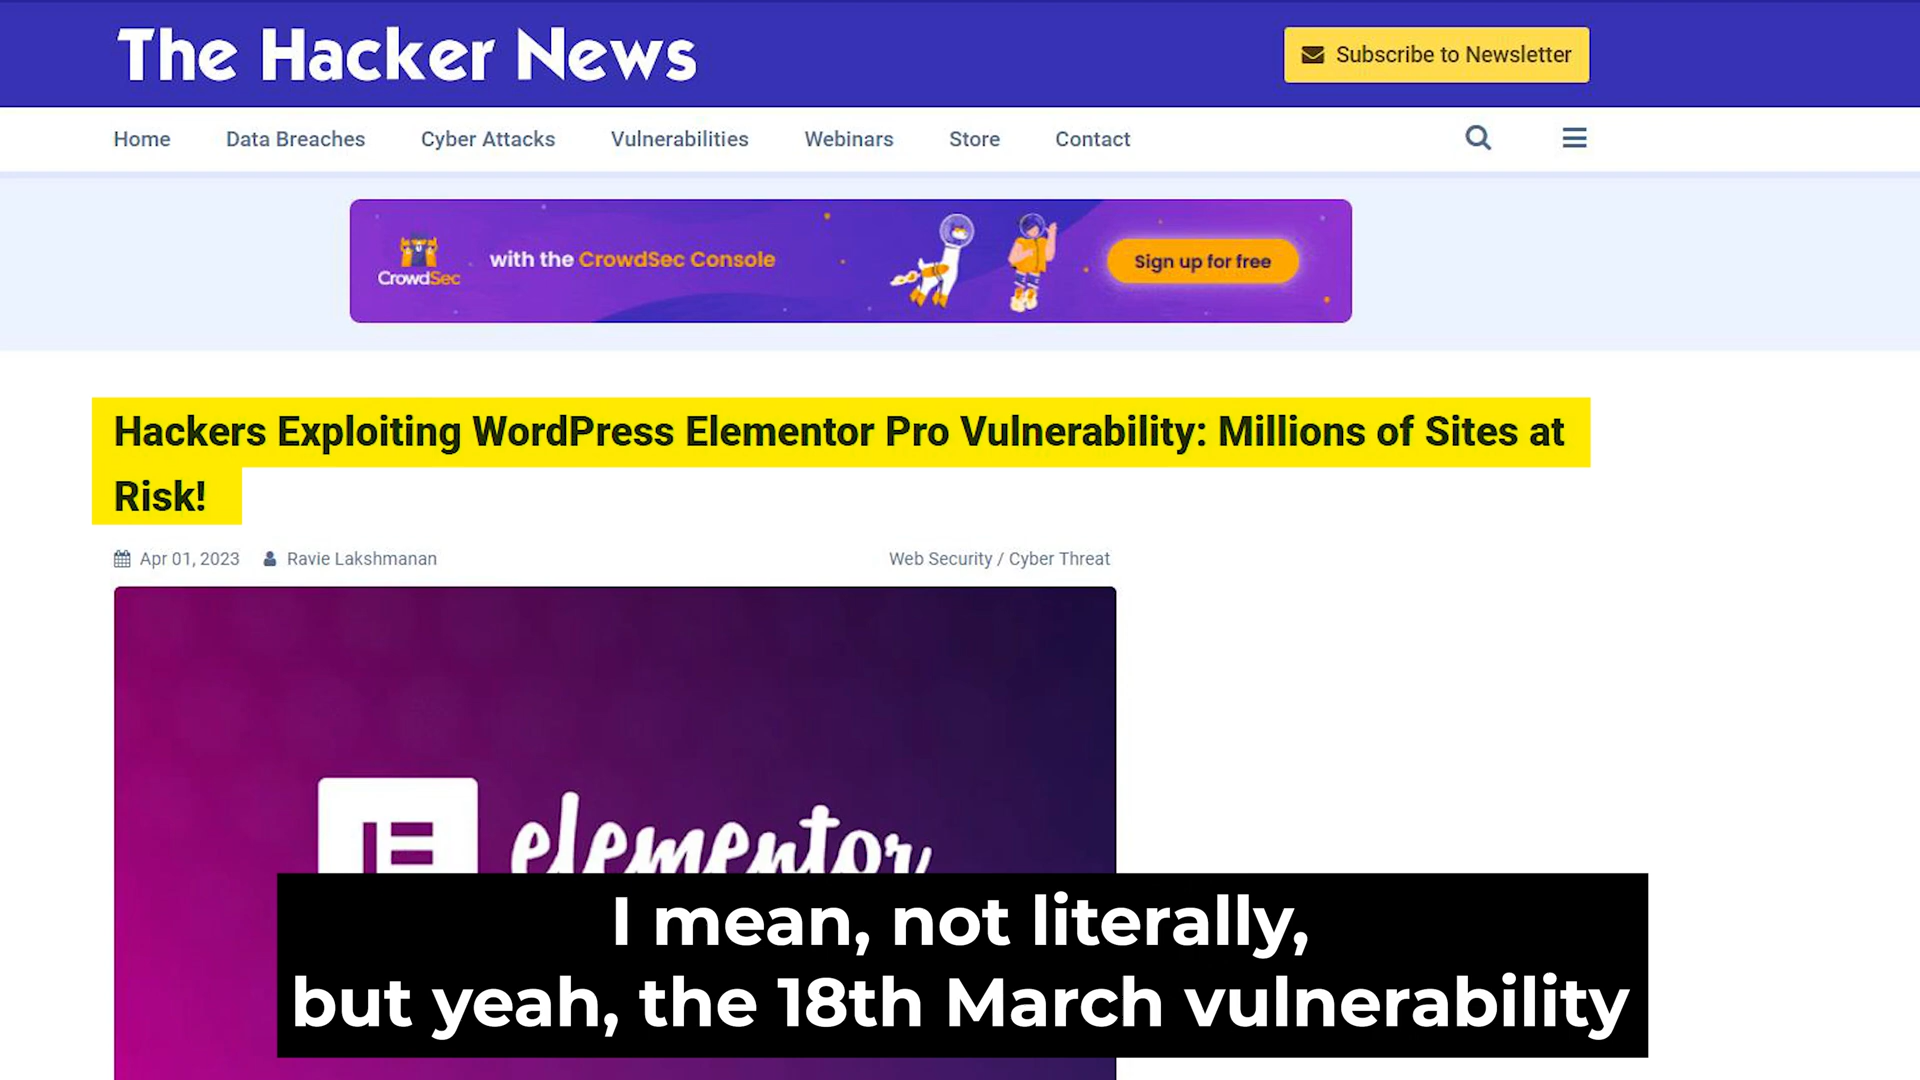 The Hacker News
Subscribe to Newsletter
Home Data Breaches Cyber Attacks Vulnerabilities Webinars Store Contact
CrowdSec with the CrowdSec Console Sign up for free
Hackers Exploiting WordPress Elementor Pro Vulnerability: Millions of Sites at
Risk!
Apr 01, 2023 Ravie Lakshmanan Web Security / Cyber Threat
elementor
I mean, not literally,
but yeah, the 18th March vulnerability